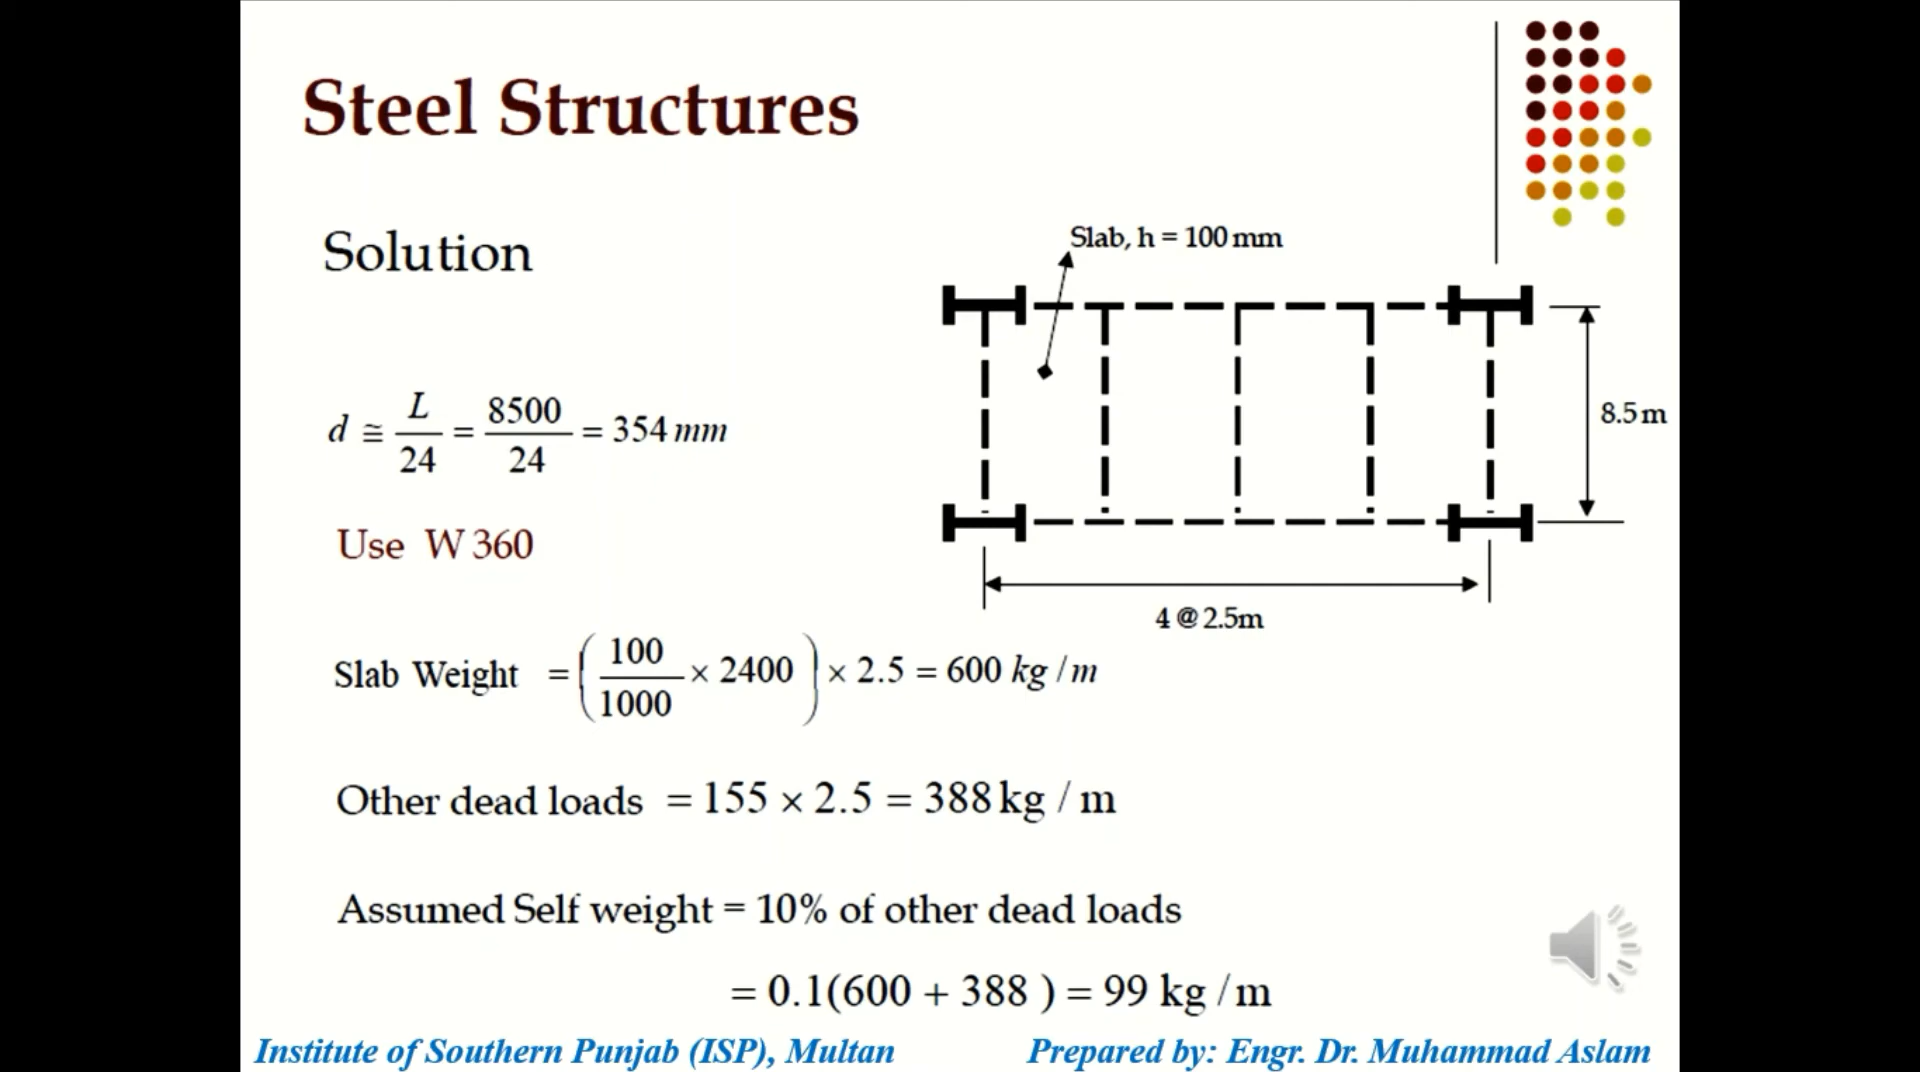 Steel Structures
Solution
Slab, h = 100 mm
8.5 m
4 @ 2.5m
d ≅ L/24 = 8500/24 = 354 mm
Use W 360
Slab Weight = (100/1000 × 2400) × 2.5 = 600 kg / m
Other dead loads = 155 × 2.5 = 388 kg / m
Assumed Self weight = 10% of other dead loads
= 0.1(600 + 388 ) = 99 kg / m
Institute of Southern Punjab (ISP), Multan
Prepared by: Engr. Dr. Muhammad Aslam